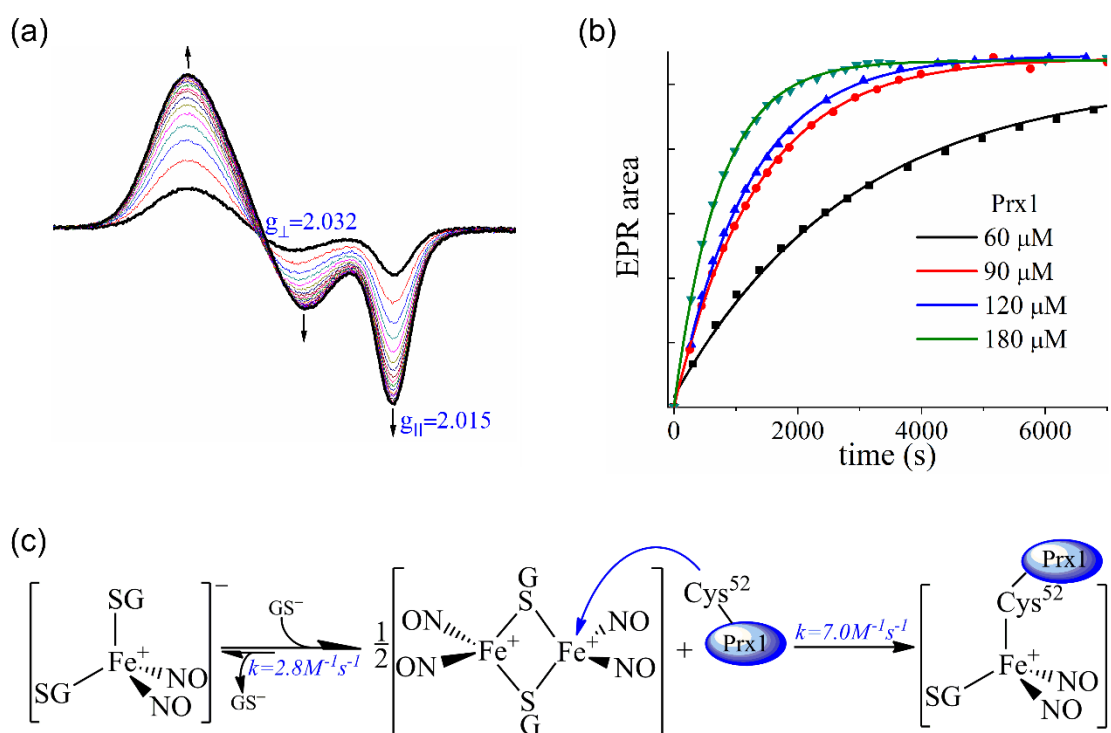 (a)
g⊥=2.032
g||=2.015
(b)
EPR area
Prx1
60 μM
90 μM
120 μM
180 μM
0
2000
4000
6000
time (s)
(c)
SG
SG
Fe⁺
NO
NO
−
GS⁻
k=2.8M⁻¹s⁻¹
GS⁻
1/2
G
S
ON
ON
Fe⁺
Fe⁺
NO
NO
S
G
+
Cys⁵²
Prx1
k=7.0M⁻¹s⁻¹
Prx1
Cys⁵²
Fe⁺
SG
NO
NO
−